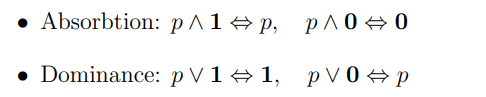 • Absorbtion: p ∧ 1 ⇔ p, p ∧ 0 ⇔ 0
• Dominance: p ∨ 1 ⇔ 1, p ∨ 0 ⇔ p